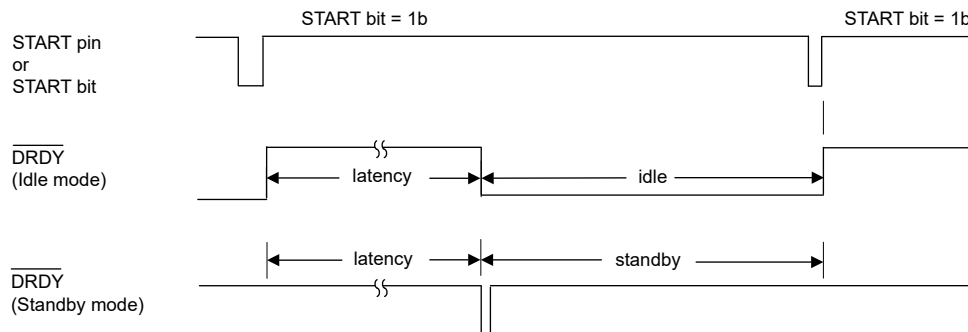 START bit = 1b
START bit = 1b
START pin
or
START bit
DRDY
(Idle mode)
latency
idle
DRDY
(Standby mode)
latency
standby